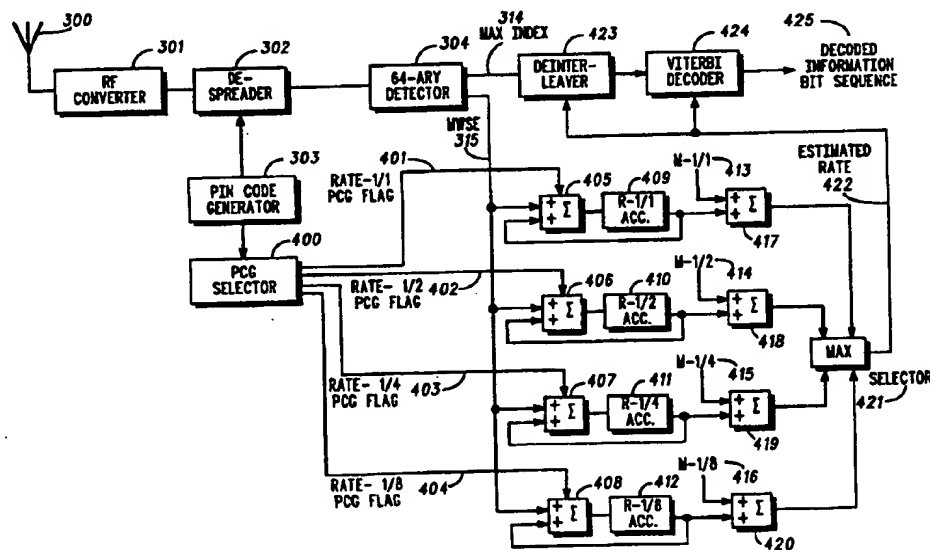 300
301
RF
CONVERTER
302
DE-
SPREADER
303
PIN CODE
GENERATOR
304
64-ARY
DETECTOR
314
MAX INDEX
423
DEINTER-
LEAVER
424
VITERBI
DECODER
425
DECODED
INFORMATION
BIT SEQUENCE
MWSE
315
400
PCG
SELECTOR
401
RATE-1/1
PCG FLAG
RATE- 1/2
PCG FLAG
402
RATE- 1/4
PCG FLAG
403
RATE- 1/8
PCG FLAG
404
405
+
+ Σ
409
R-1/1
ACC.
M-1/1
413
+
+ Σ
417
406
+
+ Σ
410
R-1/2
ACC.
M-1/2
414
+
+ Σ
418
407
+
+ Σ
411
R-1/4
ACC.
M-1/4
415
+
+ Σ
419
408
+
+ Σ
412
R-1/8
ACC.
M-1/8
416
+
+ Σ
420
ESTIMATED
RATE
422
MAX
SELECTOR
421